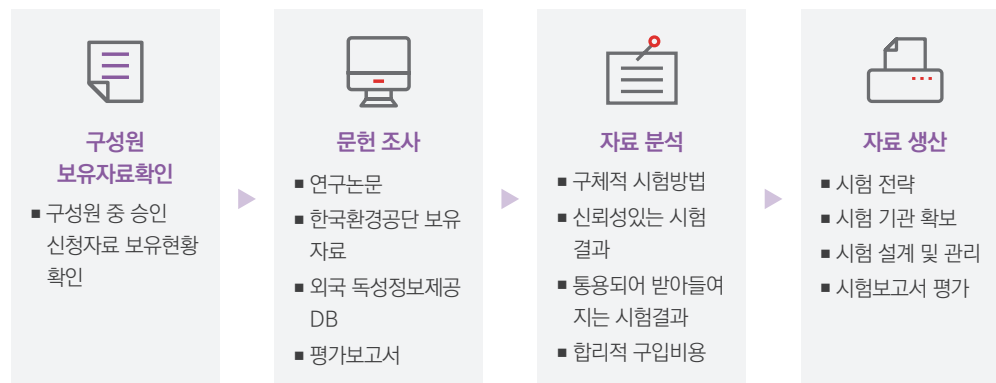 구성원
보유자료확인
■ 구성원 중 승인
신청자료 보유현황
확인
문헌 조사
■ 연구논문
■ 한국환경공단 보유
자료
■ 외국 독성정보제공
DB
■ 평가보고서
자료 분석
■ 구체적 시험방법
■ 신뢰성있는 시험
결과
■ 통용되어 받아들여
지는 시험결과
■ 합리적 구입비용
자료 생산
■ 시험 전략
■ 시험 기관 확보
■ 시험 설계 및 관리
■ 시험보고서 평가